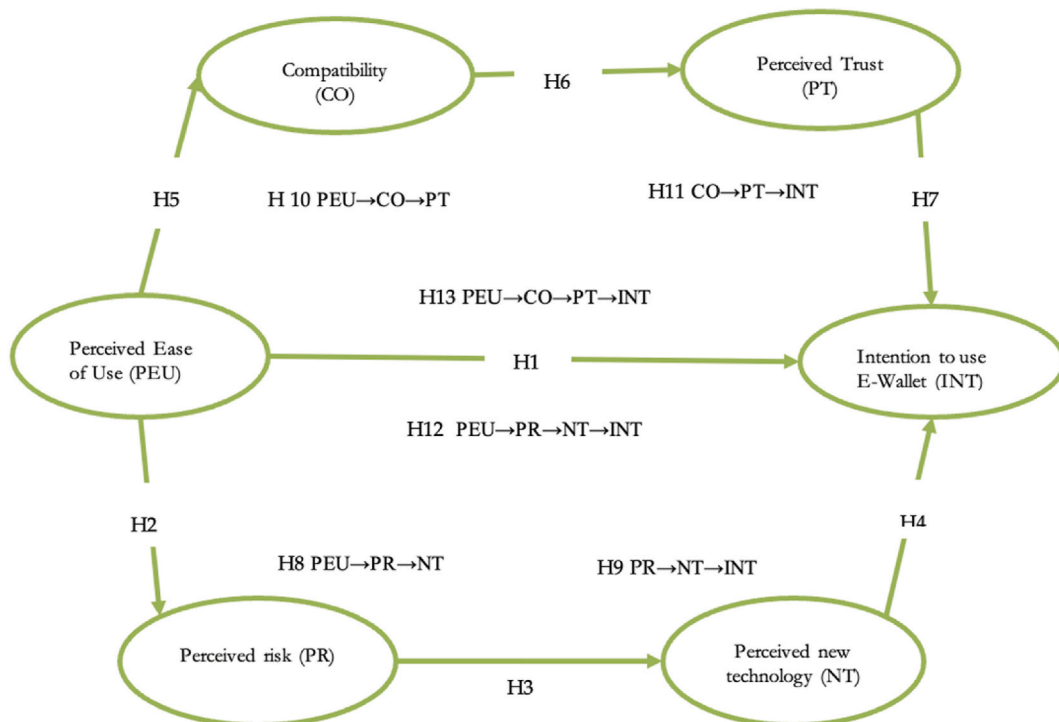 Compatibility
(CO)
H6
Perceived Trust
(PT)
H5
H 10 PEU→CO→PT
H11 CO→PT→INT
H7
H13 PEU→CO→PT→INT
Perceived Ease
of Use (PEU)
H1
Intention to use
E-Wallet (INT)
H12 PEU→PR→NT→INT
H2
H4
H8 PEU→PR→NT
H9 PR→NT→INT
Perceived risk (PR)
H3
Perceived new
technology (NT)